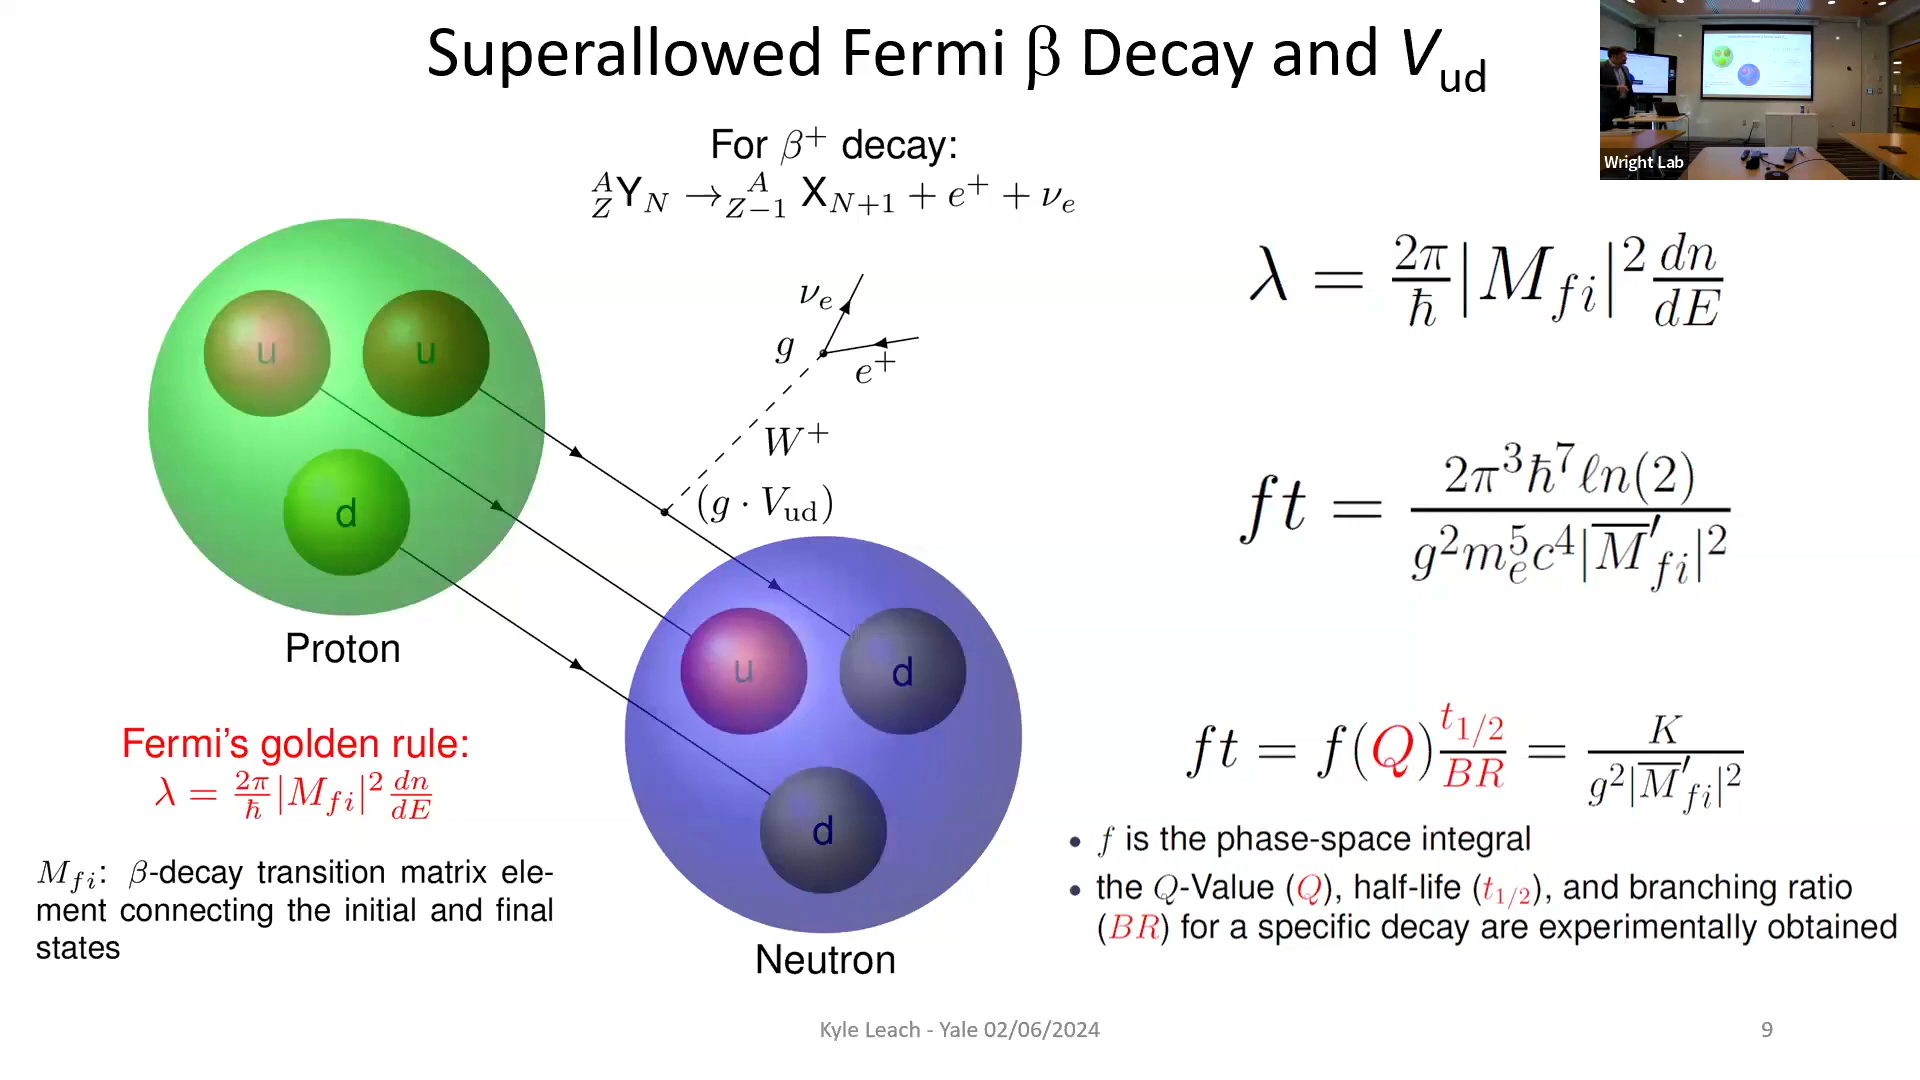 Superallowed Fermi β Decay and V_ud
Wright Lab
For β⁺ decay:
^A_Z Y_N → ^A_{Z−1} X_{N+1} + e⁺ + ν_e
u
u
d
Proton
ν_e
g
e⁺
W⁺
(g · V_ud)
u
d
d
Neutron
Fermi's golden rule:
λ = 2π/ħ |M_fi|² dn/dE
M_fi: β-decay transition matrix ele-
ment connecting the initial and final
states
λ = 2π/ħ |M_fi|² dn/dE
ft = 2π³ħ⁷ℓn(2) / g²m_e⁵c⁴|M̅′_fi|²
ft = f(Q) t_{1/2}/BR = K / g²|M̅′_fi|²
• f is the phase-space integral
• the Q-Value (Q), half-life (t_{1/2}), and branching ratio
(BR) for a specific decay are experimentally obtained
Kyle Leach - Yale 02/06/2024
9